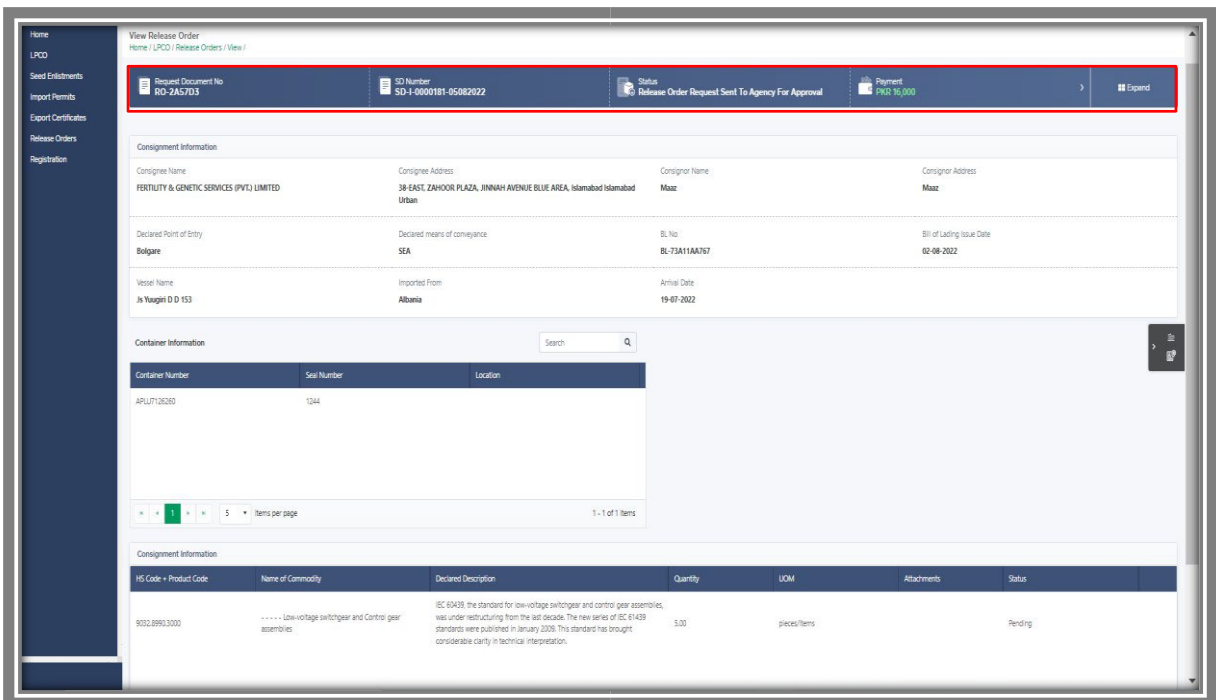 Home
LPCO
Seed Enlistments
Import Permits
Export Certificates
Release Orders
Registration
View Release Order
Home / LPCO / Release Orders / View /
Request Document No
RO-2A57D3
SD Number
SD-I-0000181-05082022
Status
Release Order Request Sent To Agency For Approval
Payment
PKR 16,000
Expand
Consignment Information
Consignee Name
FERTILITY & GENETIC SERVICES (PVT.) LIMITED
Consignee Address
38-EAST, ZAHOOR PLAZA, JINNAH AVENUE BLUE AREA, Islamabad Islamabad
Urban
Consignor Name
Maaz
Consignor Address
Maaz
Declared Point of Entry
Bolgare
Declared means of conveyance
SEA
BL No
BL-73A11AA767
Bill of Lading Issue Date
02-08-2022
Vessel Name
Js Yuugiri D D 153
Imported From
Albania
Arrival Date
19-07-2022
Container Information
Search
Container Number Seal Number Location
APLU7126260 1244
1 5 items per page 1 - 1 of 1 items
Consignment Information
HS Code + Product Code Name of Commodity Declared Description Quantity UOM Attachments Status
9032.8990.3000
- - - - - Low-voltage switchgear and Control gear
assemblies
IEC 60439, the standard for low-voltage switchgear and control gear assemblies,
was under restructuring from the last decade. The new series of IEC 61439
standards were published in January 2009. This standard has brought
considerable clarity in technical interpretation.
5.00
pieces/items
Pending